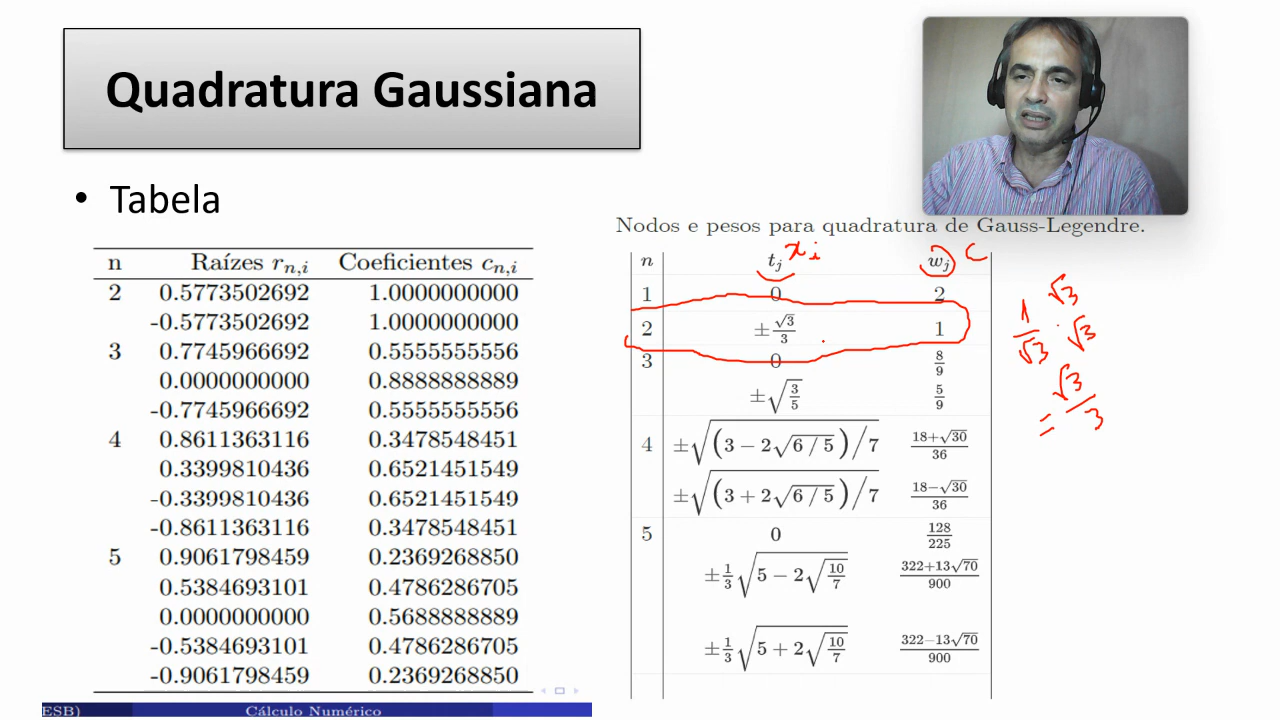 Quadratura Gaussiana
• Tabela
n Raízes r_{n,i} Coeficientes c_{n,i}
2 0.5773502692 1.0000000000
-0.5773502692 1.0000000000
3 0.7745966692 0.5555555556
0.0000000000 0.8888888889
-0.7745966692 0.5555555556
4 0.8611363116 0.3478548451
0.3399810436 0.6521451549
-0.3399810436 0.6521451549
-0.8611363116 0.3478548451
5 0.9061798459 0.2369268850
0.5384693101 0.4786286705
0.0000000000 0.5688888889
-0.5384693101 0.4786286705
-0.9061798459 0.2369268850
ESB) Cálculo Numérico
Nodos e pesos para quadratura de Gauss-Legendre.
n t_j x_i w_j C
1 0 2
2 ±√3/3 1
3 0 8/9
±√(3/5) 5/9
4 ±√((3 − 2√(6/5))/7) (18+√30)/36
±√((3 + 2√(6/5))/7) (18−√30)/36
5 0 128/225
±1/3 √(5 − 2√(10/7)) (322+13√70)/900
±1/3 √(5 + 2√(10/7)) (322−13√70)/900
1/√3 · √3/√3
= √3/3